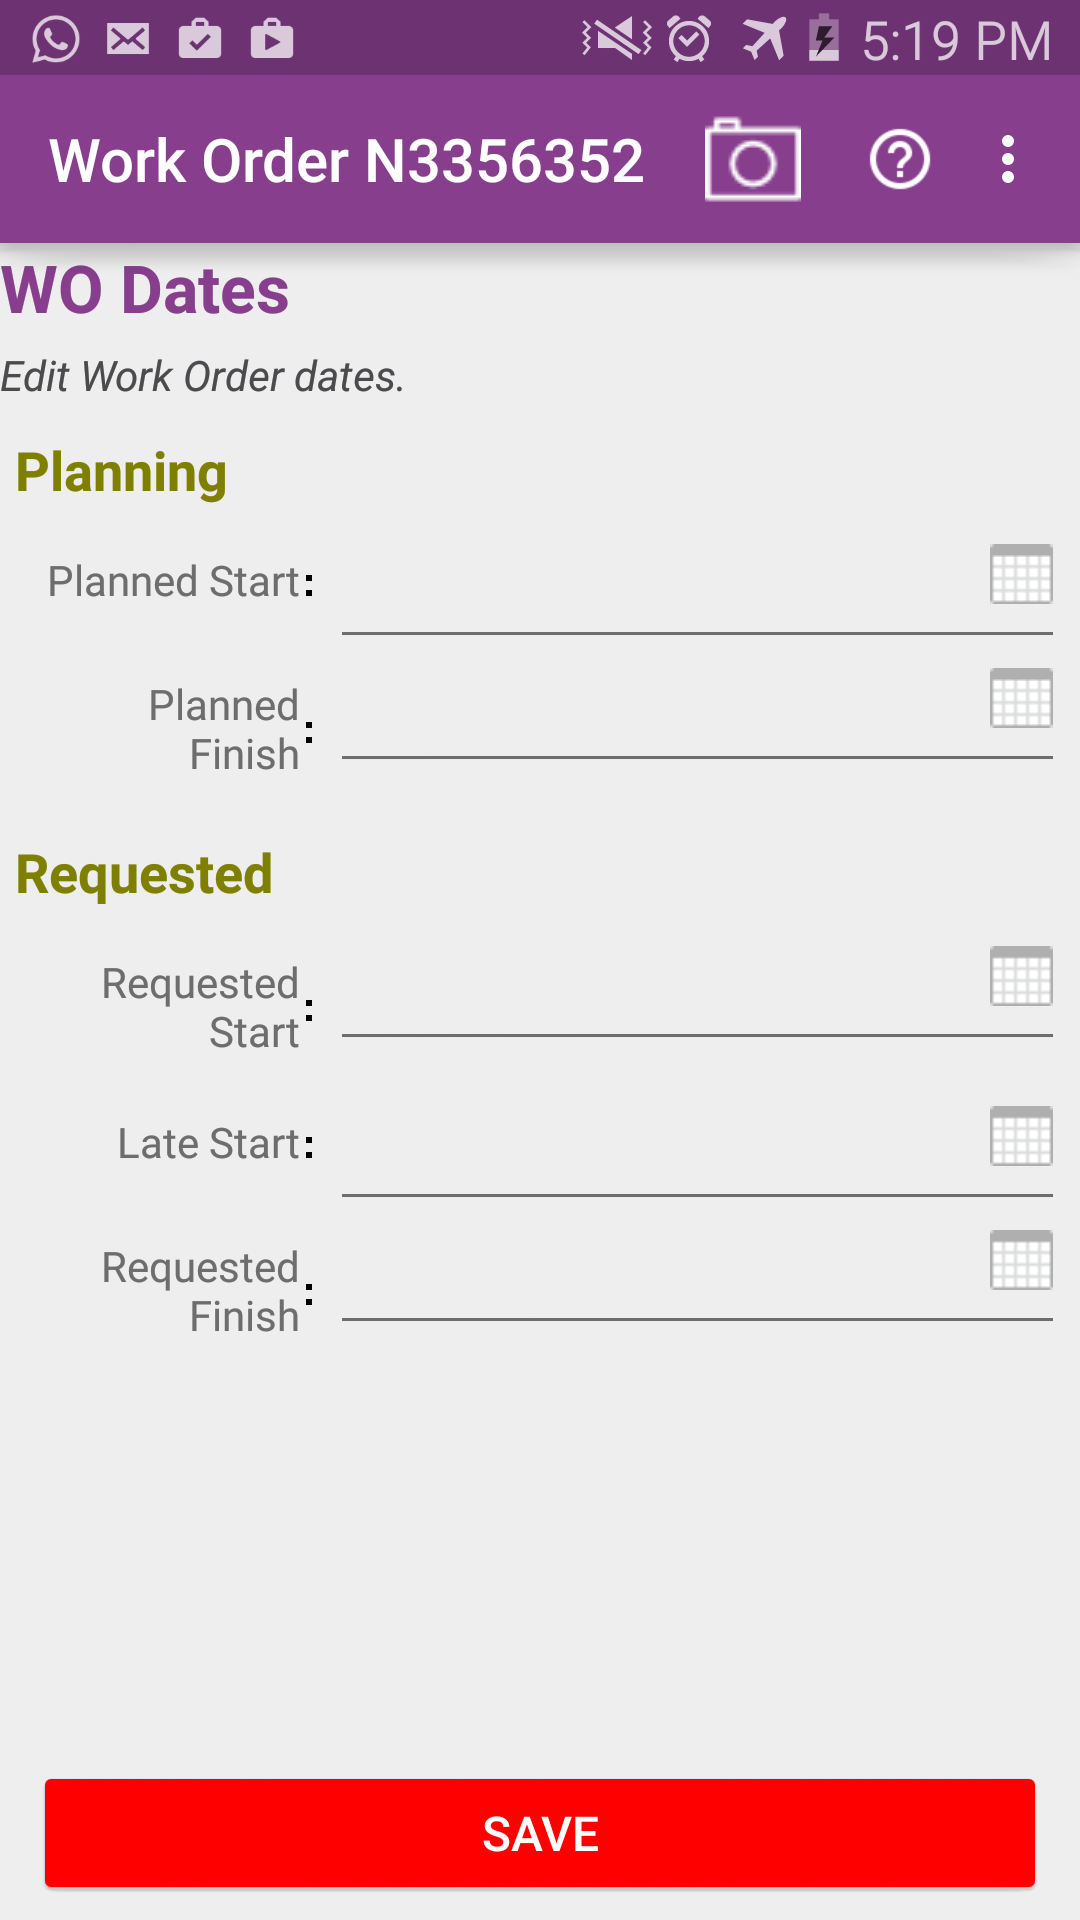 5:19 PM
Work Order N3356352
WO Dates
Edit Work Order dates.
Planning
Planned Start:
Planned
Finish:
Requested
Requested
Start:
Late Start:
Requested
Finish:
SAVE